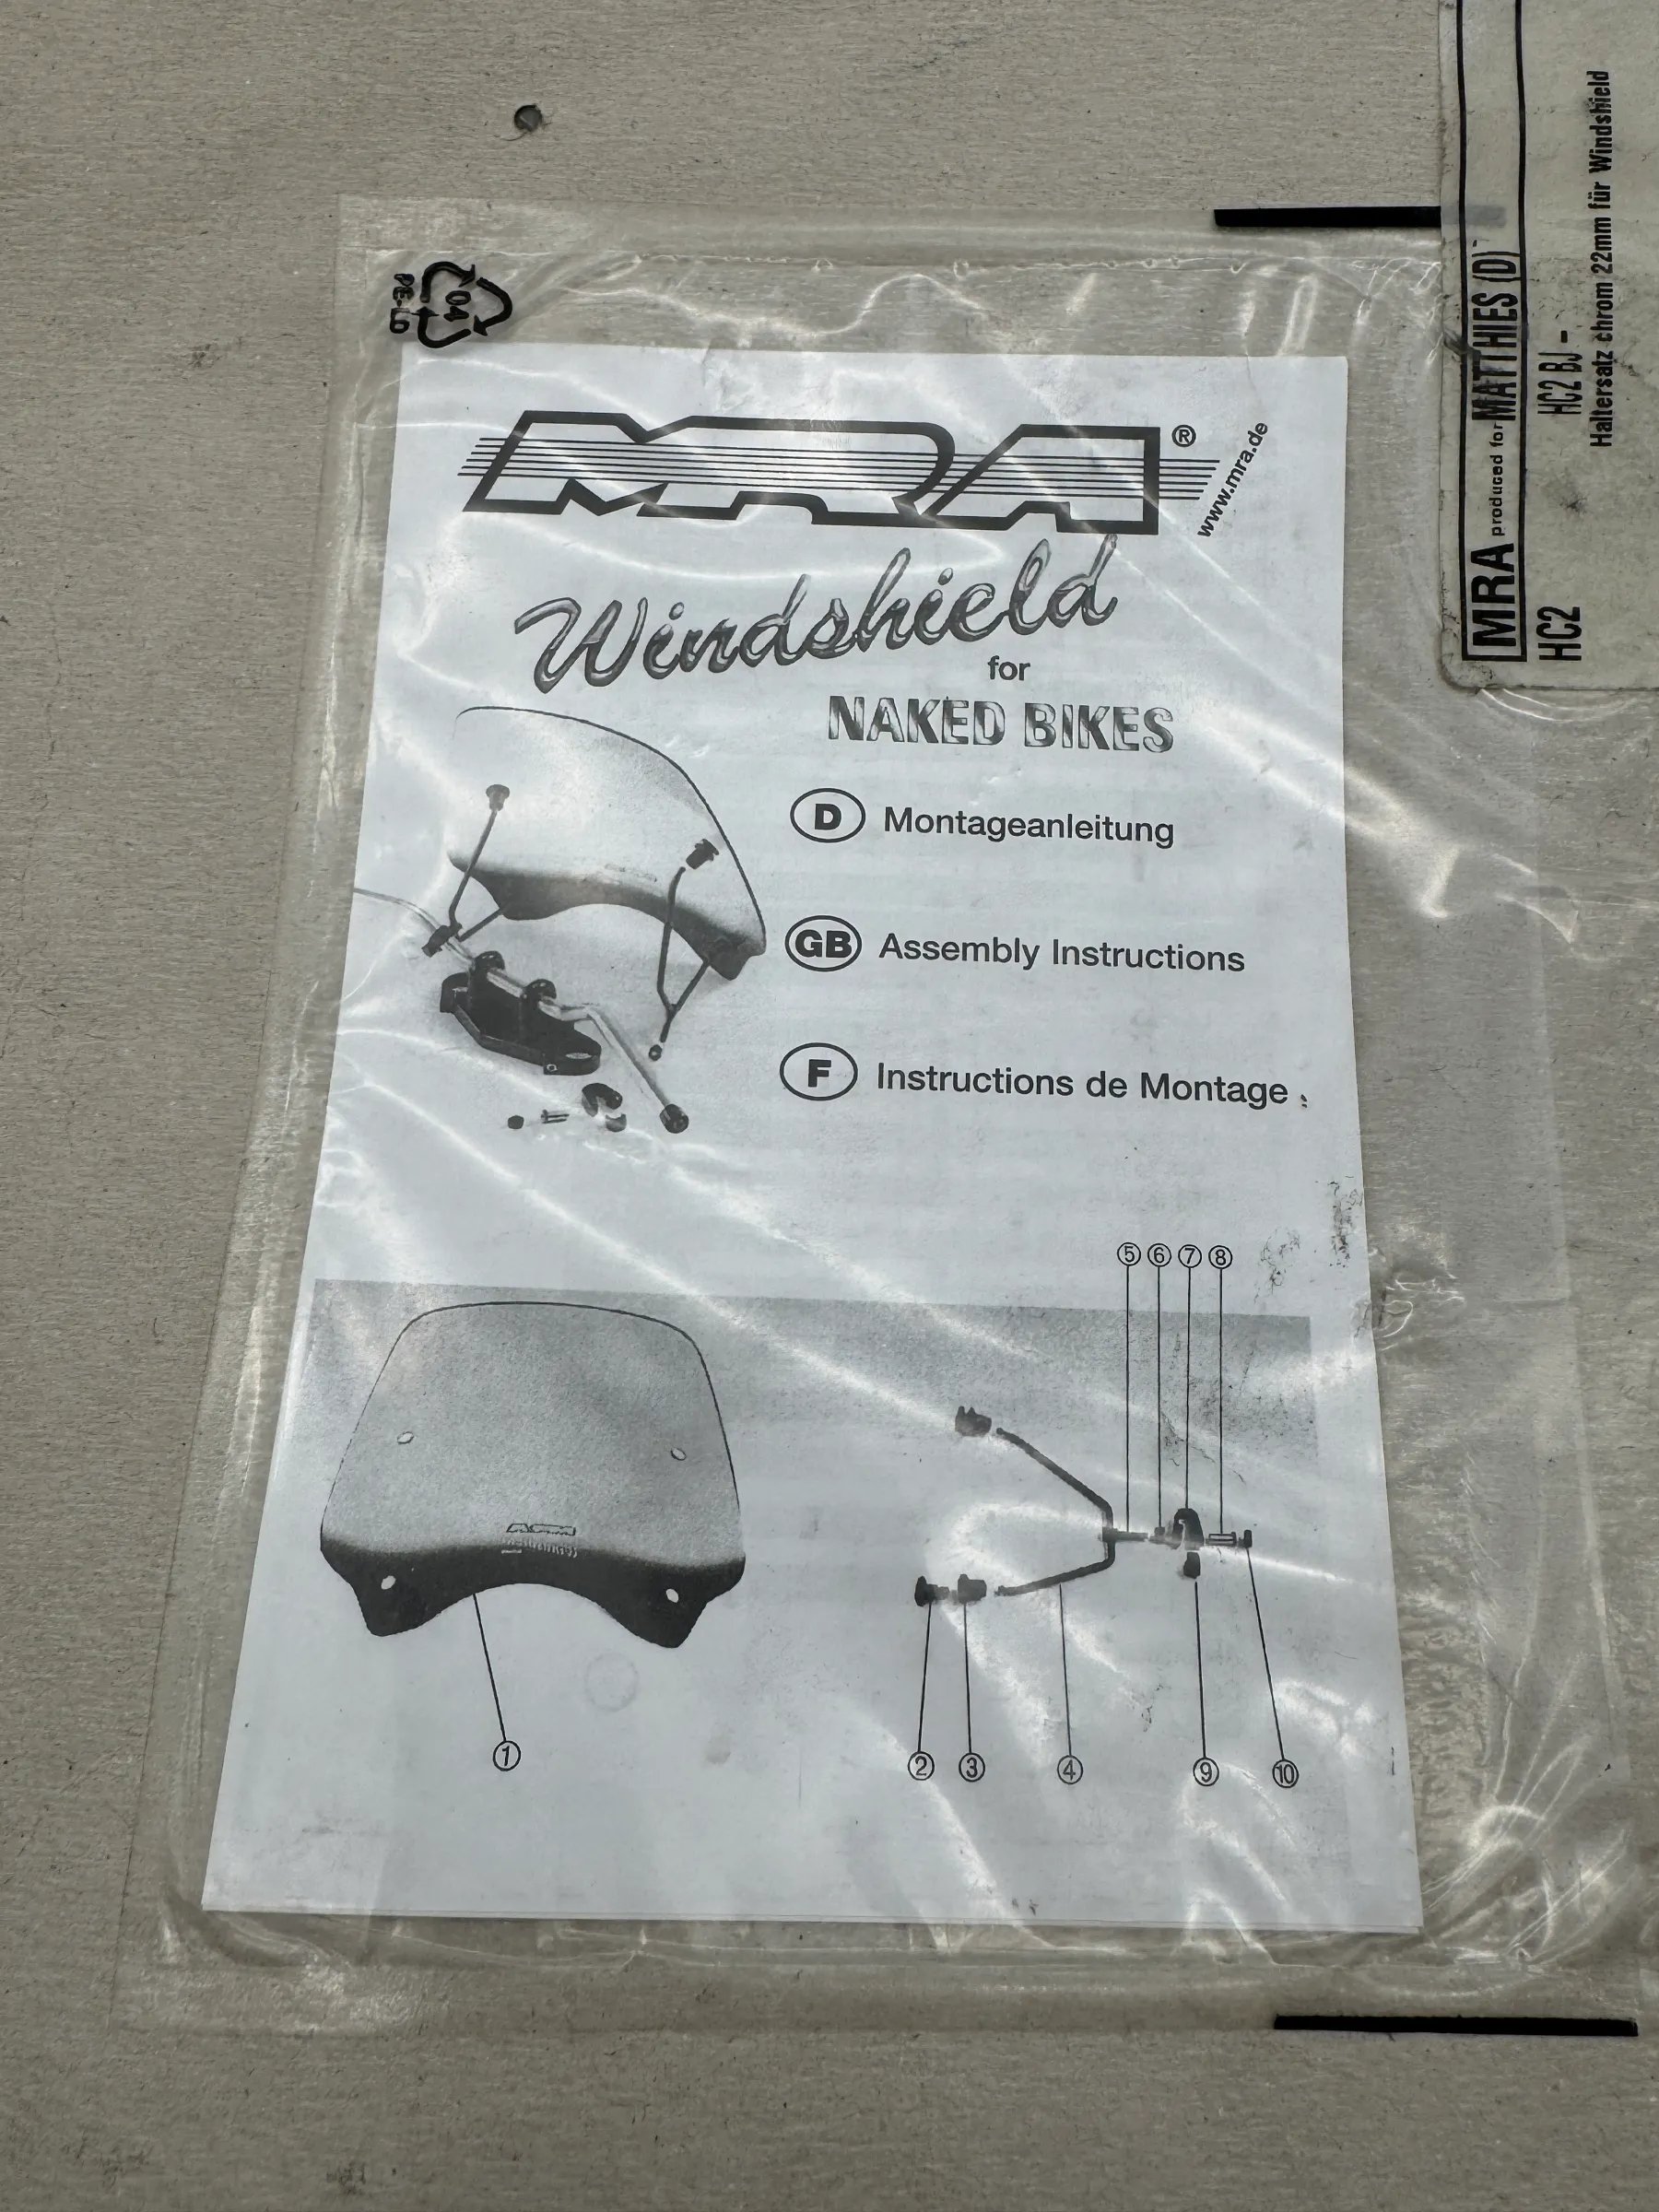 04
PE-LD
MRA®
www.mra.de
Windshield
for
NAKED BIKES
D Montageanleitung
GB Assembly Instructions
F Instructions de Montage
⑤ ⑥ ⑦ ⑧
①
② ③ ④ ⑨ ⑩
MRA produced for MATTHIES (D)
HC2 HC2 BJ -
Haltersatz chrom 22mm für Windshield